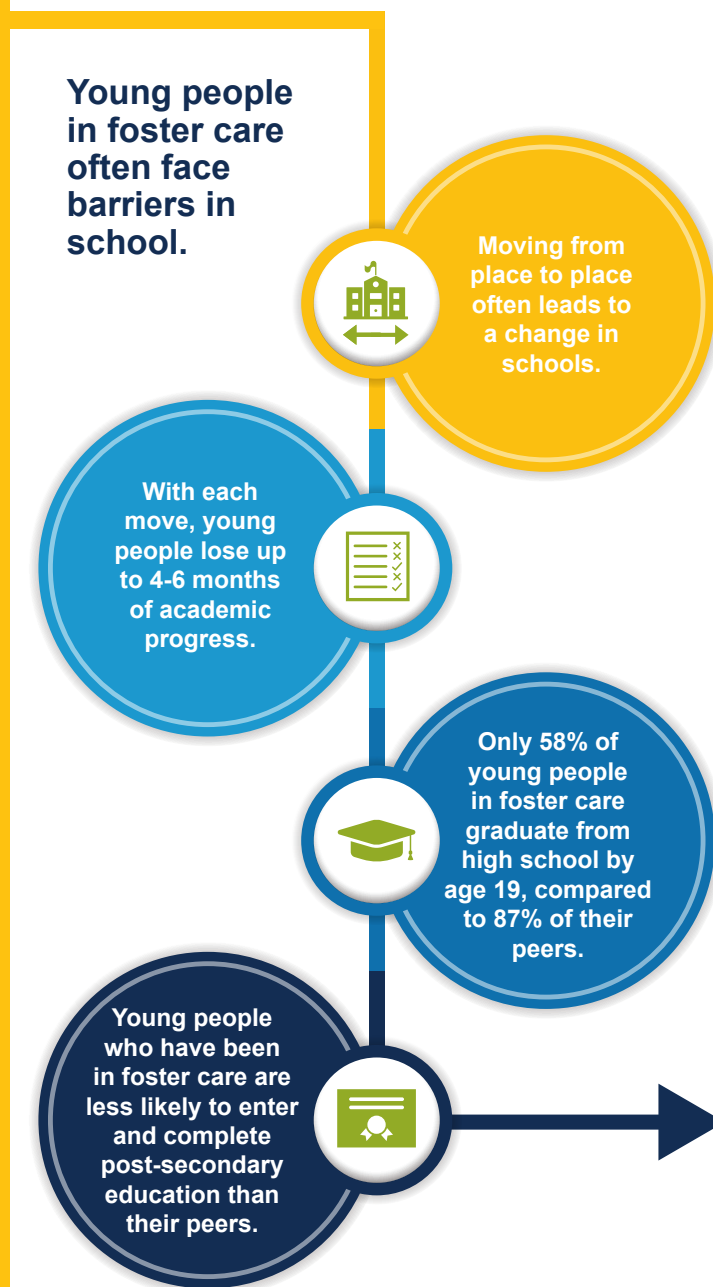 Young people
in foster care
often face
barriers in
school.
Moving from
place to place
often leads to
a change in
schools.
With each
move, young
people lose up
to 4-6 months
of academic
progress.
Only 58% of
young people
in foster care
graduate from
high school by
age 19, compared
to 87% of their
peers.
Young people
who have been
in foster care are
less likely to enter
and complete
post-secondary
education than
their peers.